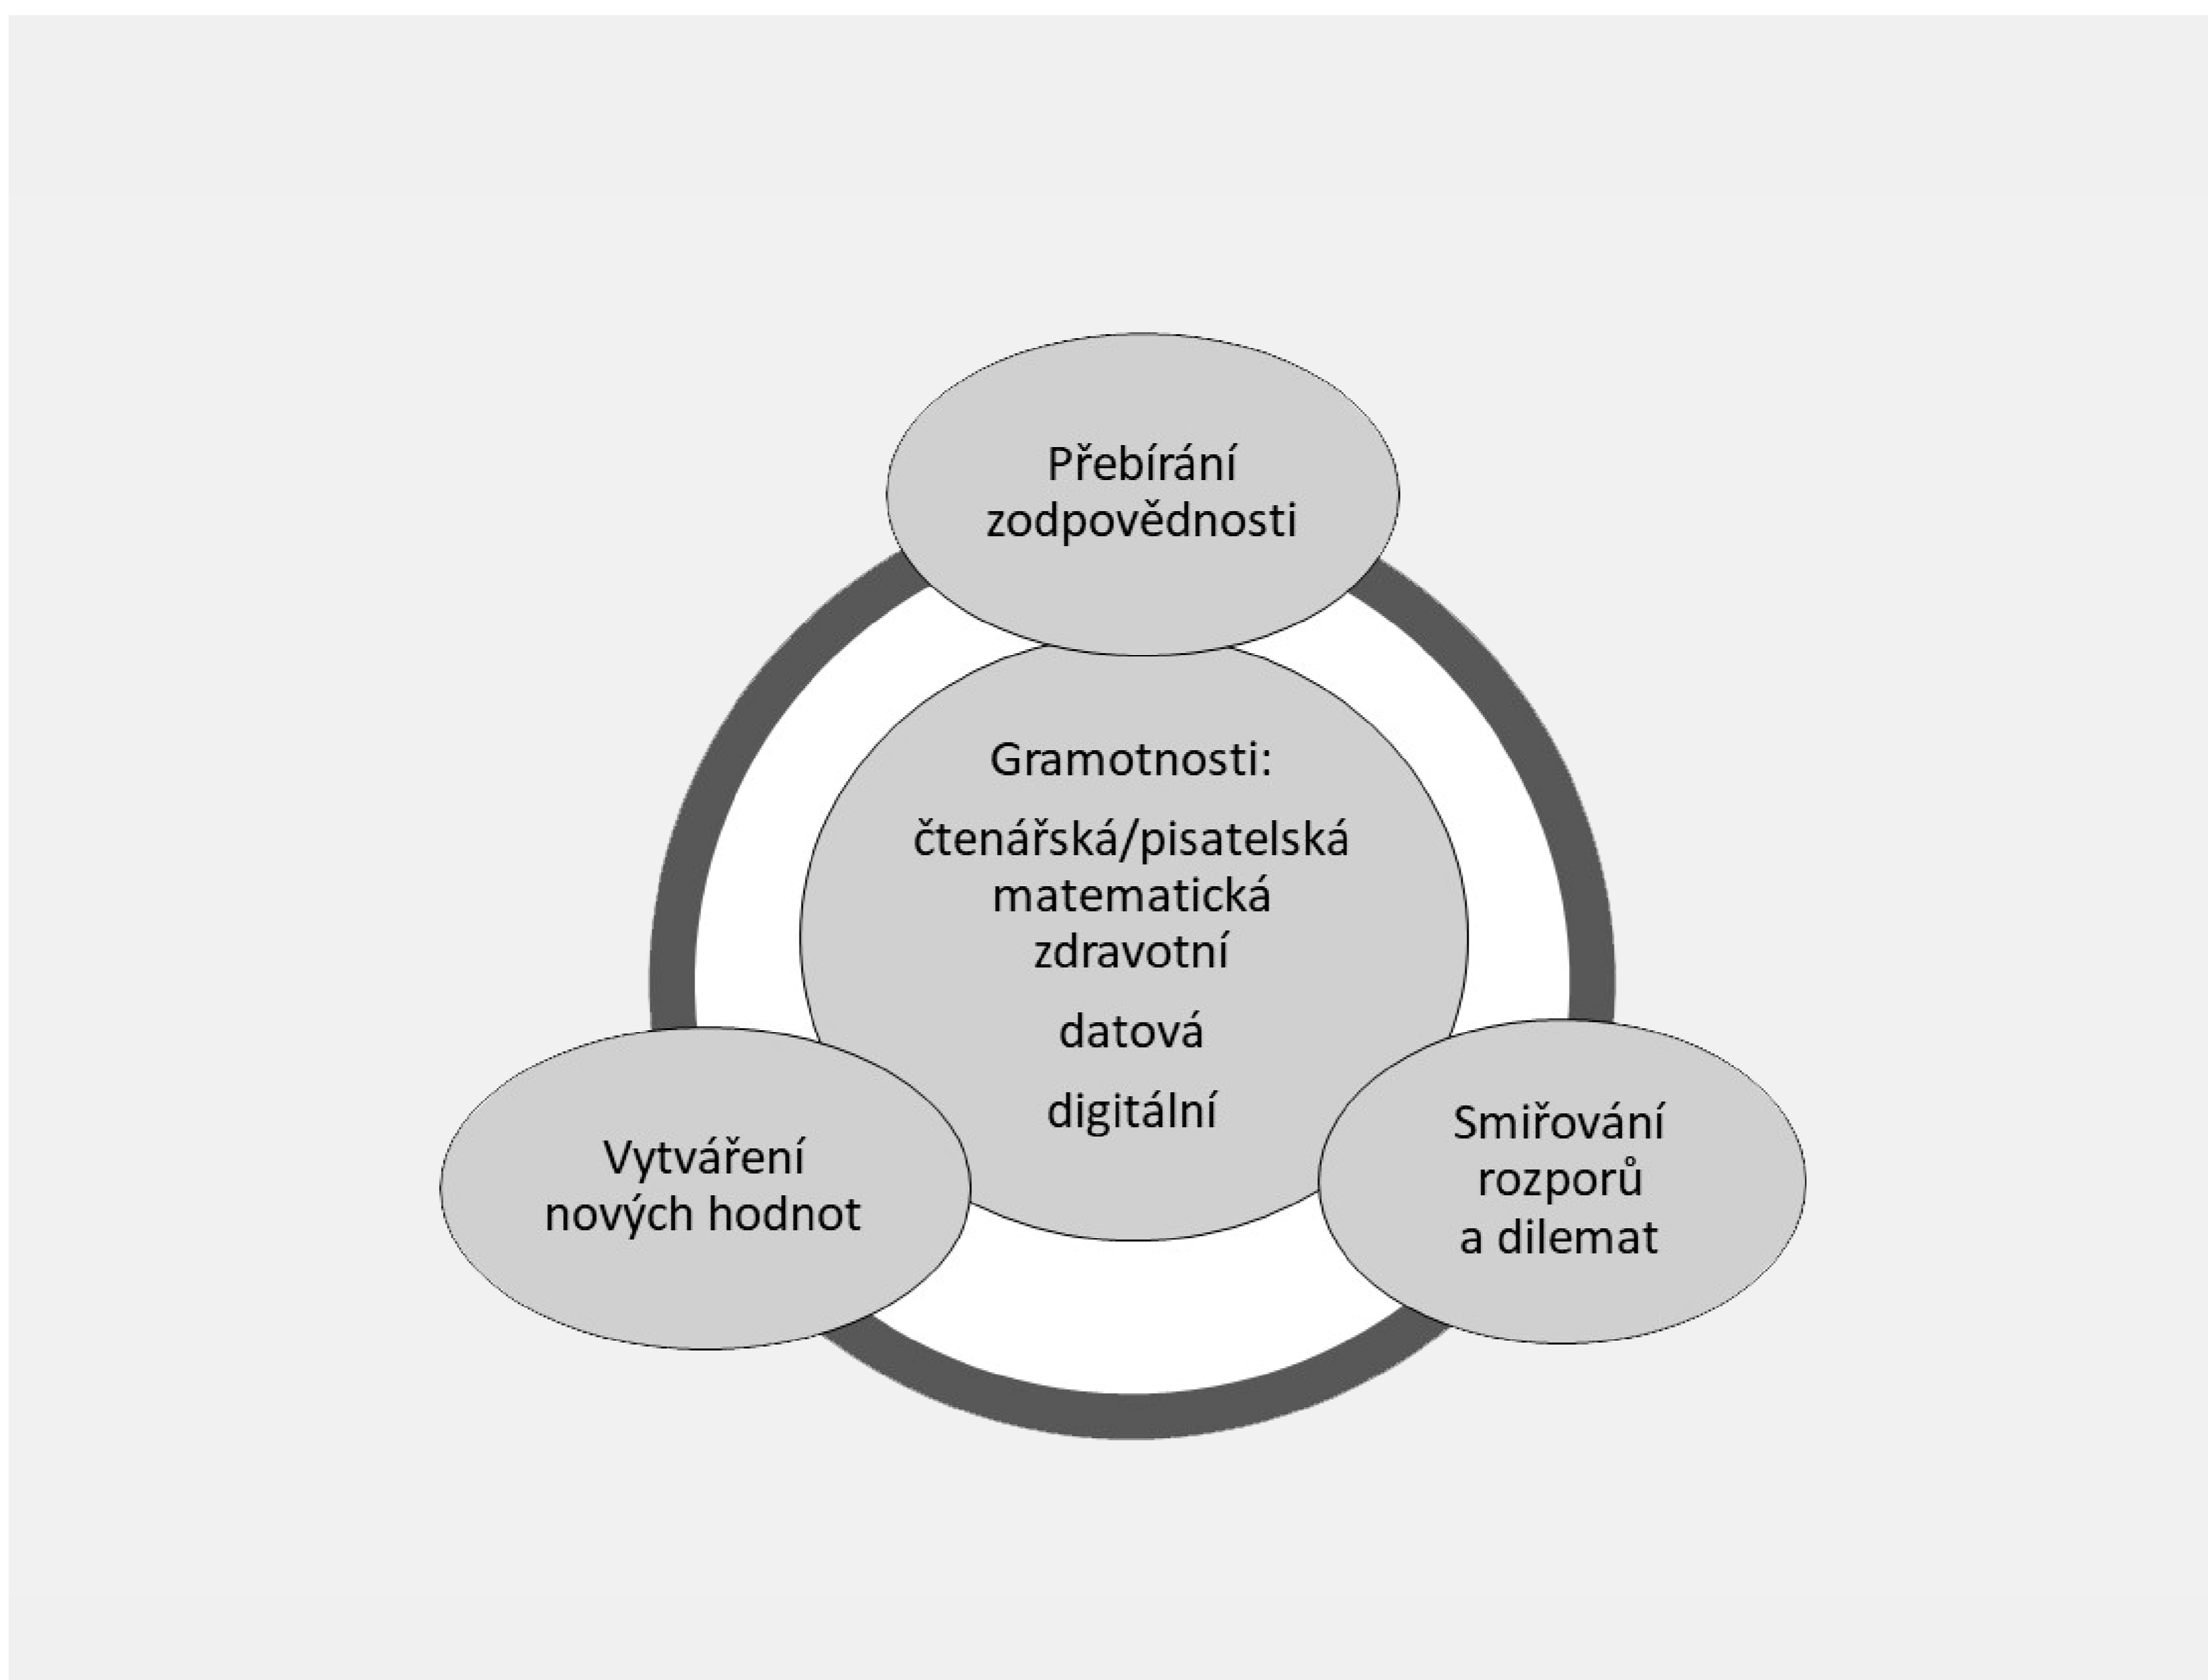 Přebírání
zodpovědnosti
Gramotnosti:
čtenářská/pisatelská
matematická
zdravotní
datová
digitální
Vytváření
nových hodnot
Smiřování
rozporů
a dilemat